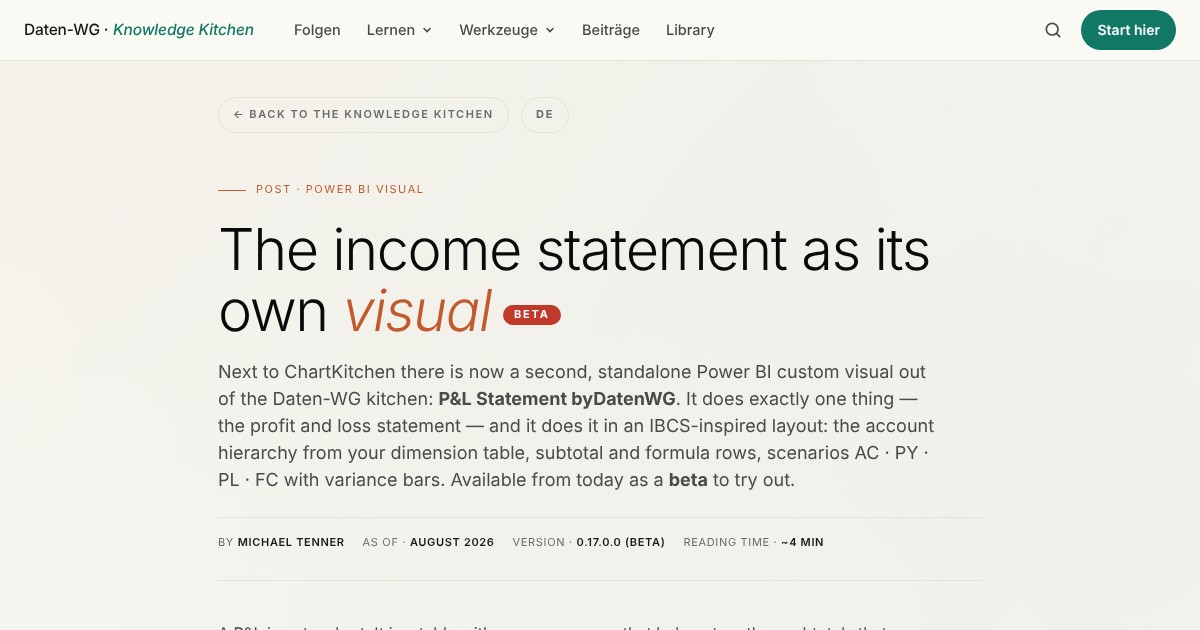 Daten-WG · Knowledge Kitchen
Folgen
Lernen
Werkzeuge
Beiträge
Library
Start hier
← BACK TO THE KNOWLEDGE KITCHEN
DE
POST · POWER BI VISUAL
The income statement as its
own visual BETA
Next to ChartKitchen there is now a second, standalone Power BI custom visual out
of the Daten-WG kitchen: P&L Statement byDatenWG. It does exactly one thing —
the profit and loss statement — and it does it in an IBCS-inspired layout: the account
hierarchy from your dimension table, subtotal and formula rows, scenarios AC · PY ·
PL · FC with variance bars. Available from today as a beta to try out.
BY MICHAEL TENNER
AS OF · AUGUST 2026
VERSION · 0.17.0.0 (BETA)
READING TIME · ~4 MIN